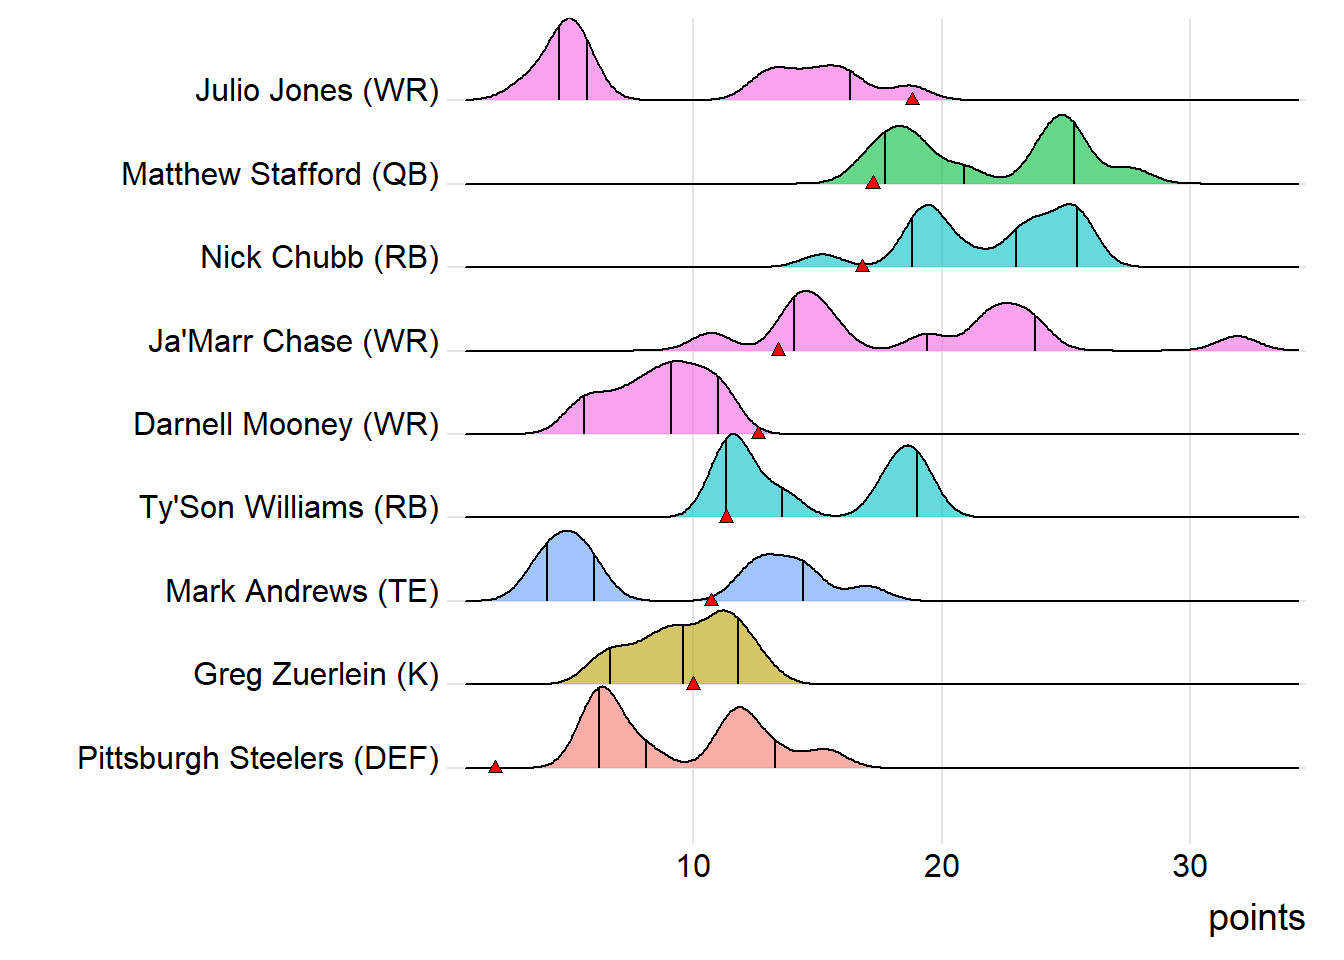 Julio Jones (WR)
Matthew Stafford (QB)
Nick Chubb (RB)
Ja'Marr Chase (WR)
Darnell Mooney (WR)
Ty'Son Williams (RB)
Mark Andrews (TE)
Greg Zuerlein (K)
Pittsburgh Steelers (DEF)
10 20 30
points